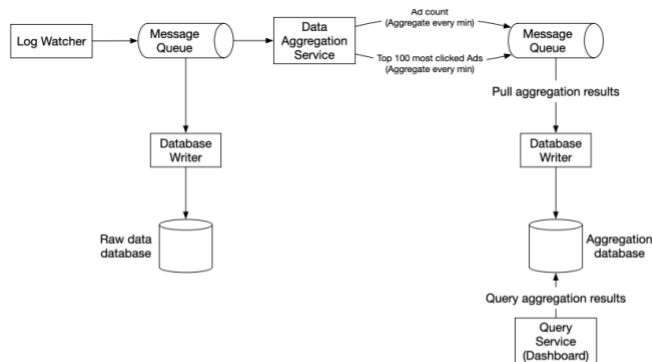 Log Watcher
Message
Queue
Data
Aggregation
Service
Ad count
(Aggregate every min)
Top 100 most clicked Ads
(Aggregate every min)
Message
Queue
Pull aggregation results
Database
Writer
Database
Writer
Raw data
database
Aggregation
database
Query aggregation results
Query
Service
(Dashboard)